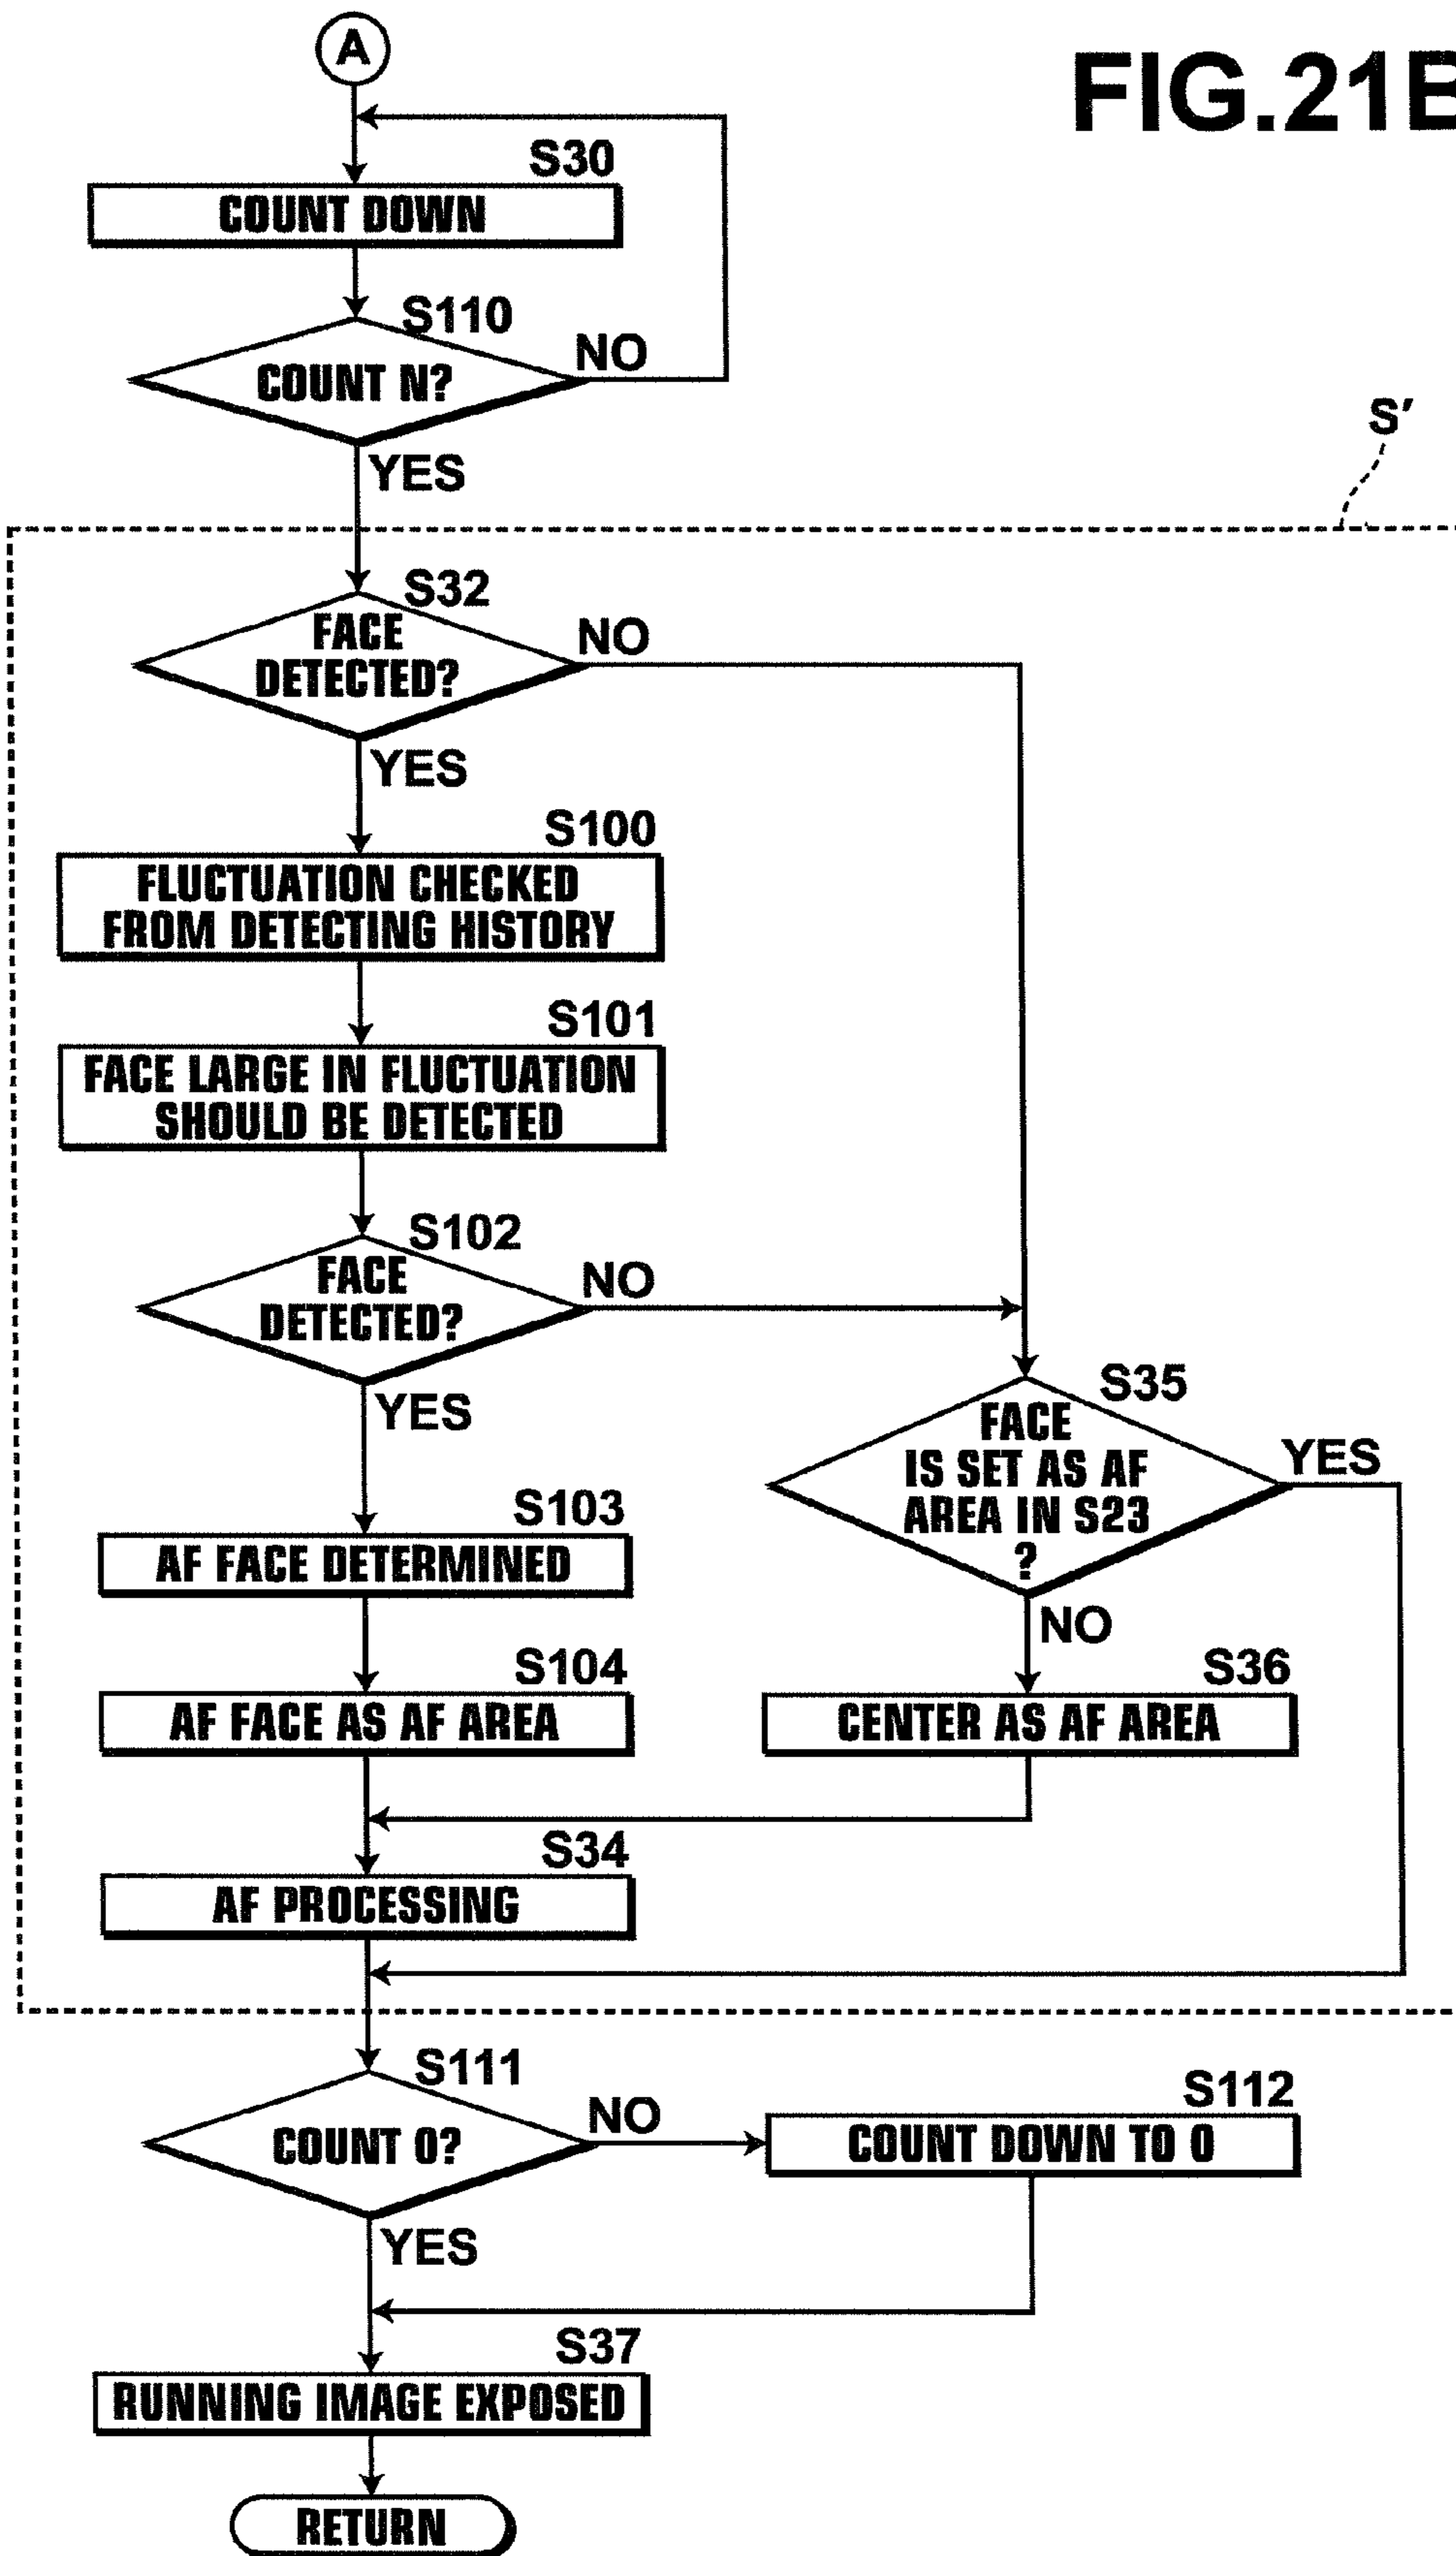 A
FIG.21B
S30
COUNT DOWN
S110
COUNT N?
NO
YES
S'
S32
FACE
DETECTED?
NO
YES
S100
FLUCTUATION CHECKED
FROM DETECTING HISTORY
S101
FACE LARGE IN FLUCTUATION
SHOULD BE DETECTED
S102
FACE
DETECTED?
NO
YES
S35
FACE
IS SET AS AF
AREA IN S23
?
YES
NO
S103
AF FACE DETERMINED
S104
AF FACE AS AF AREA
S36
CENTER AS AF AREA
S34
AF PROCESSING
S111
COUNT 0?
NO
YES
S112
COUNT DOWN TO 0
S37
RUNNING IMAGE EXPOSED
RETURN